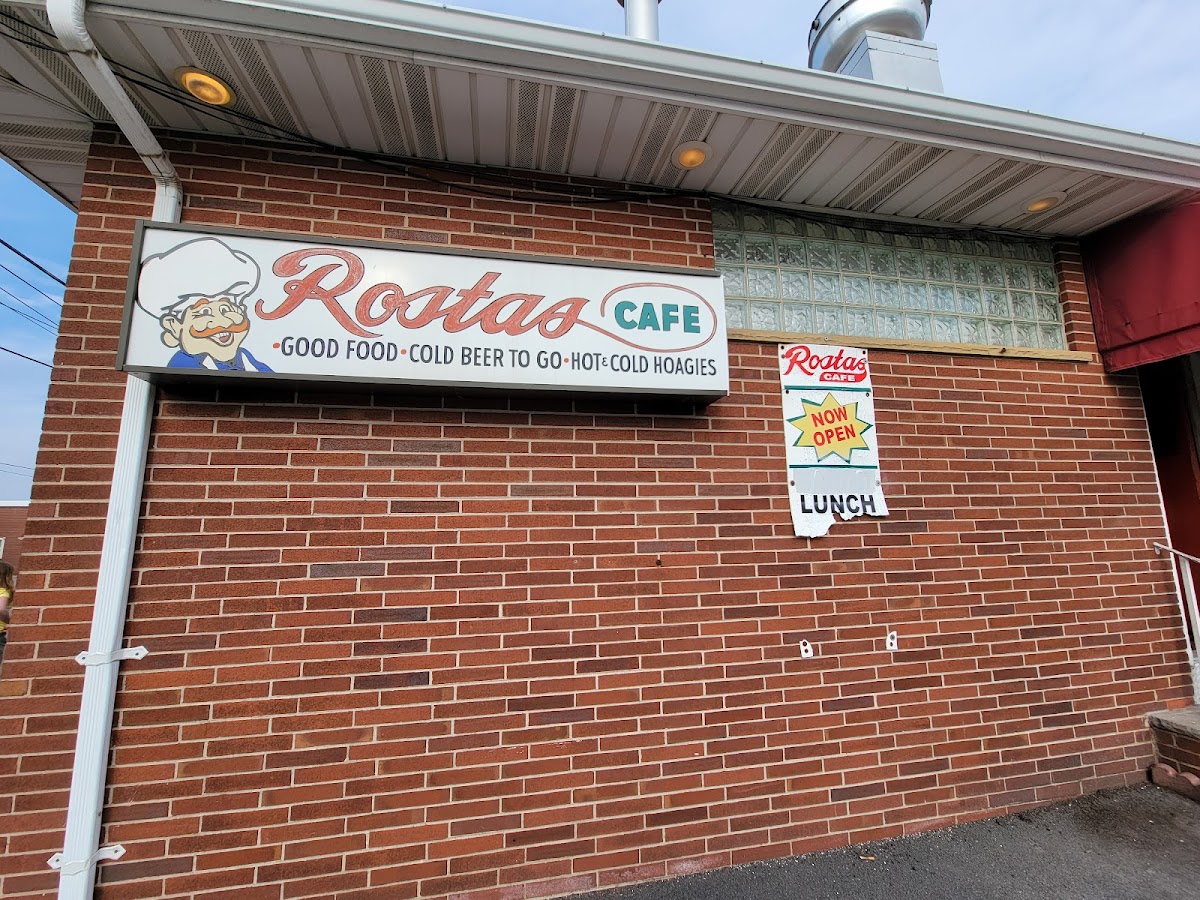 Rostas CAFE
•GOOD FOOD•COLD BEER TO GO•HOT & COLD HOAGIES
Rostas
CAFE
NOW
OPEN
LUNCH